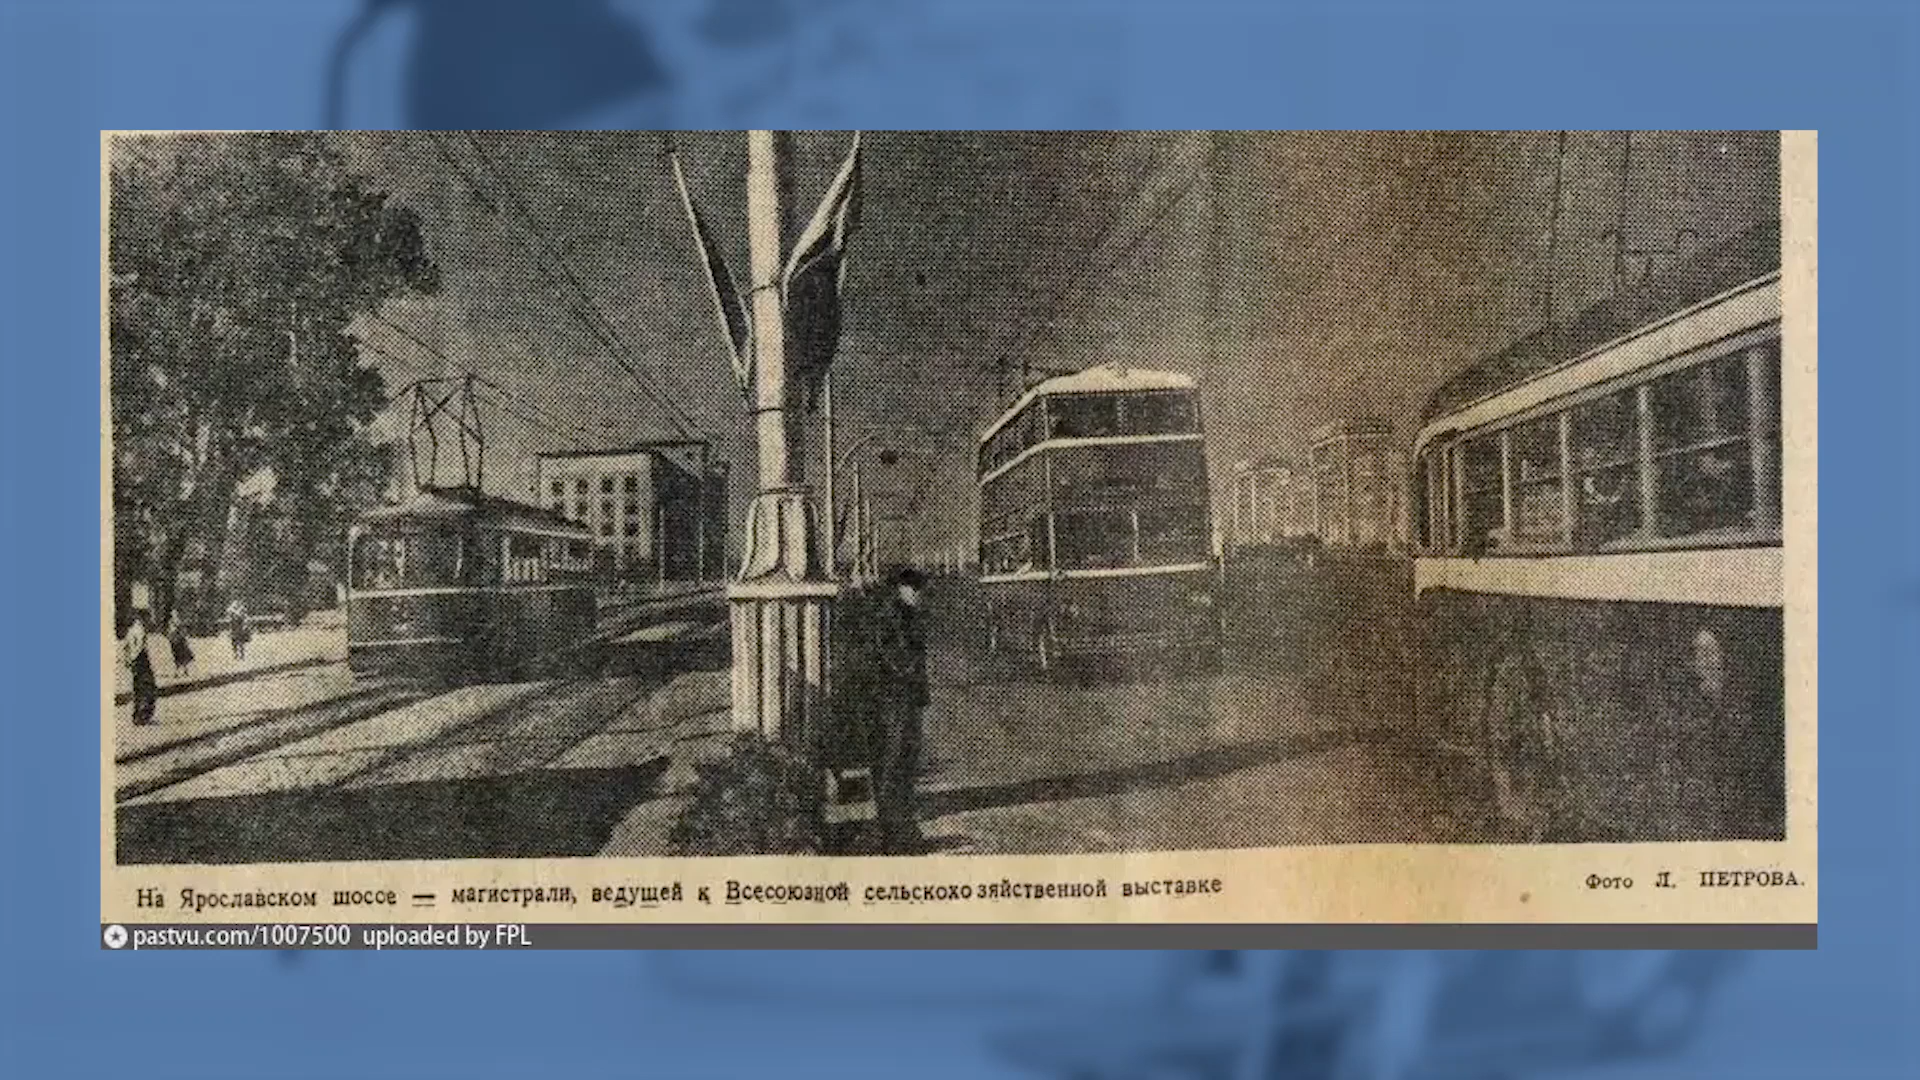 На Ярославском шоссе — магистрали, ведущей к Всесоюзной сельскохозяйственной выставке
Фото Л. ПЕТРОВА.
pastvu.com/1007500 uploaded by FPL